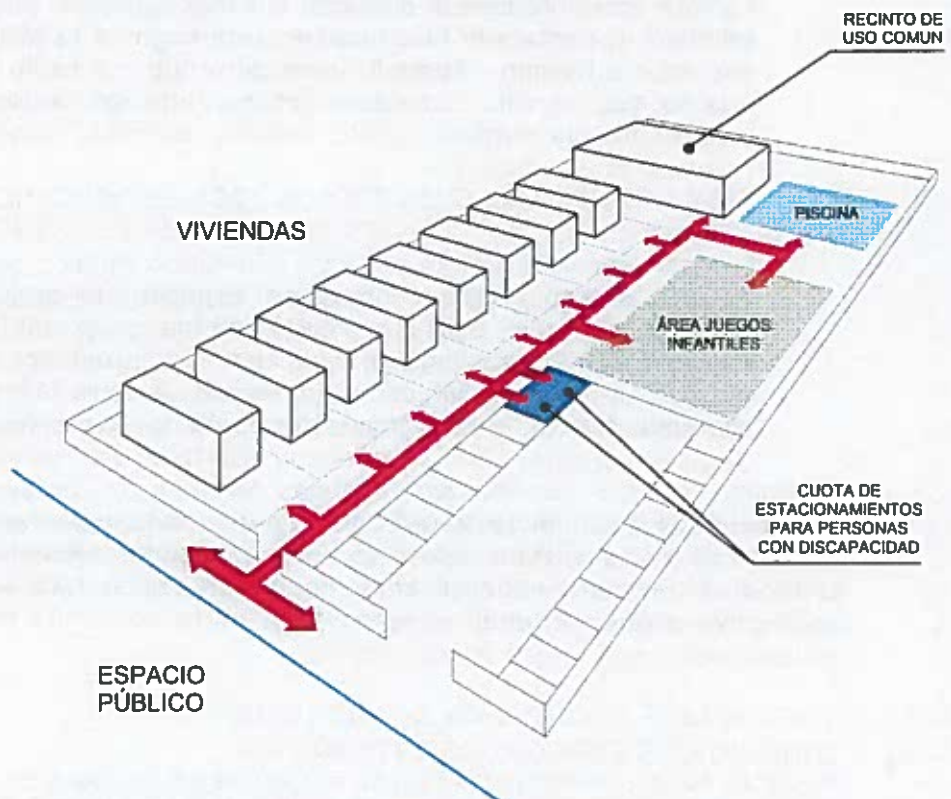 RECINTO DE
USO COMUN
PISCINA
VIVIENDAS
ÁREA JUEGOS
INFANTILES
CUOTA DE
ESTACIONAMIENTOS
PARA PERSONAS
CON DISCAPACIDAD
ESPACIO
PÚBLICO